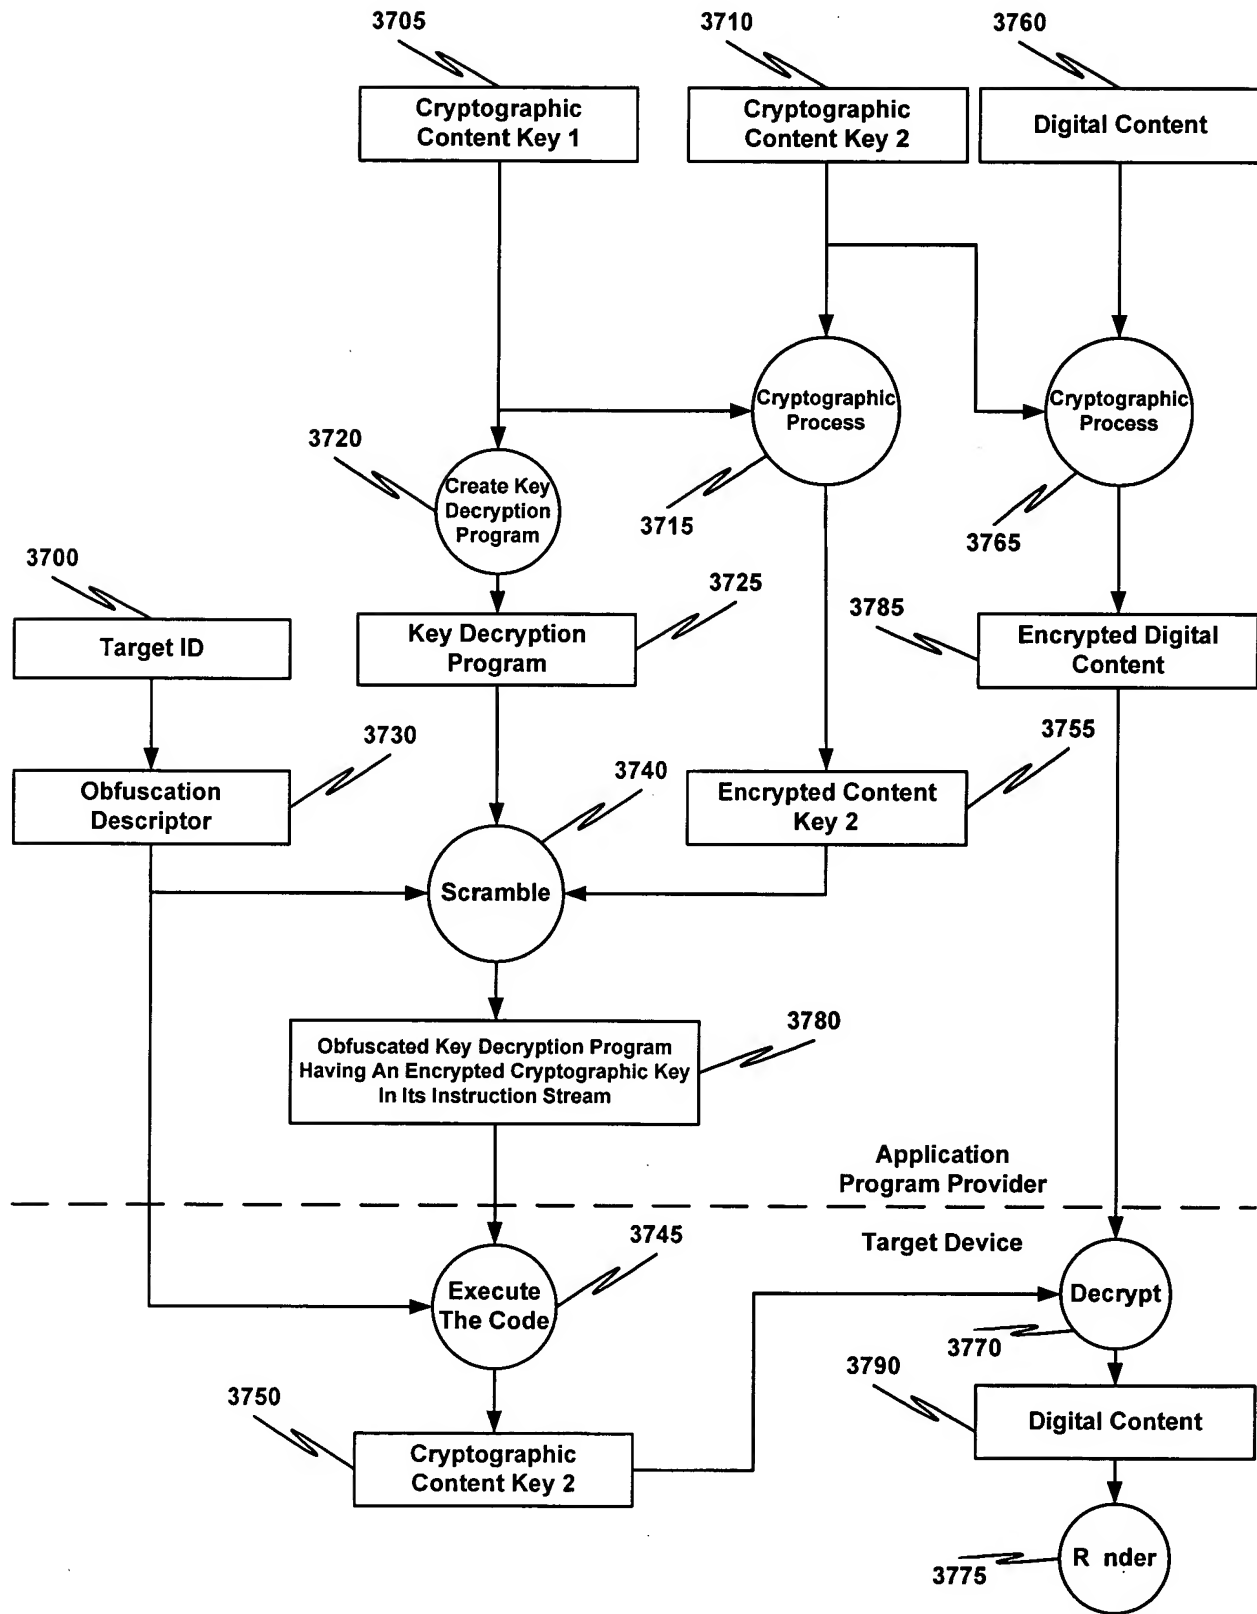 3705
3710
3760
Cryptographic
Content Key 1
Cryptographic
Content Key 2
Digital Content
Cryptographic
Process
Cryptographic
Process
3720
Create Key
Decryption
Program
3715
3765
3700
3725
3785
Target ID
Key Decryption
Program
Encrypted Digital
Content
3730
3755
Obfuscation
Descriptor
3740
Encrypted Content
Key 2
Scramble
3780
Obfuscated Key Decryption Program
Having An Encrypted Cryptographic Key
In Its Instruction Stream
Application
Program Provider
Target Device
3745
Execute
The Code
Decrypt
3770
3790
3750
Cryptographic
Content Key 2
Digital Content
R nder
3775